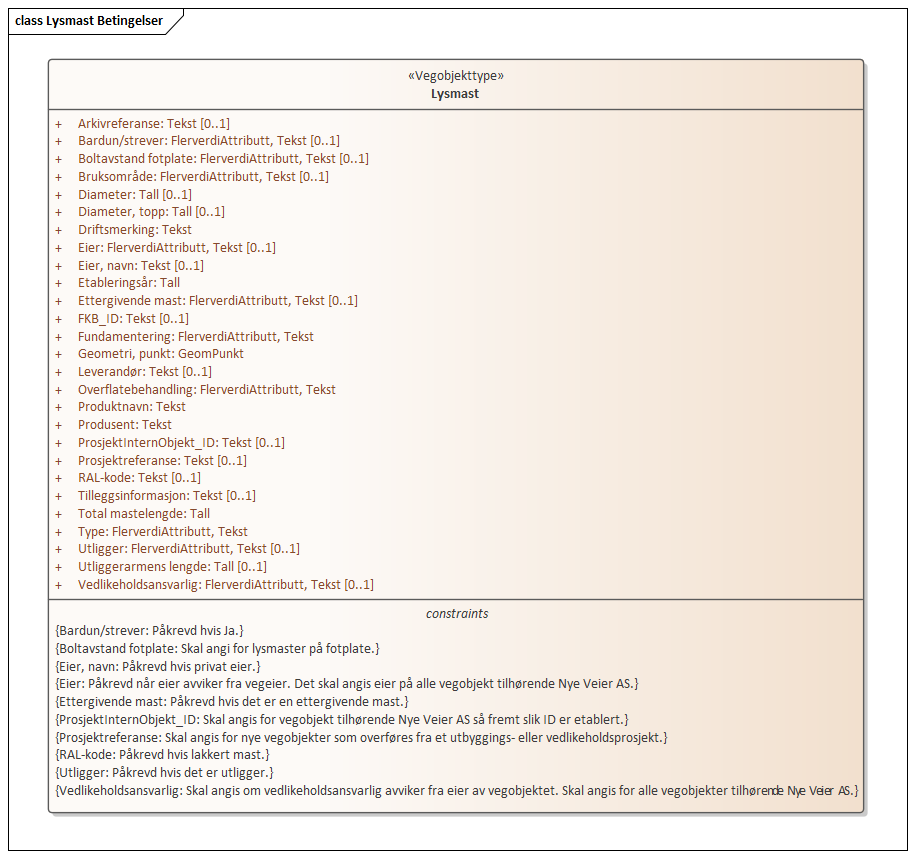 class Lysmast Betingelser
«Vegobjekttype»
Lysmast
+ Arkivreferanse: Tekst [0..1]
+ Bardun/strever: FlerverdiAttributt, Tekst [0..1]
+ Boltavstand fotplate: FlerverdiAttributt, Tekst [0..1]
+ Bruksområde: FlerverdiAttributt, Tekst [0..1]
+ Diameter: Tall [0..1]
+ Diameter, topp: Tall [0..1]
+ Driftsmerking: Tekst
+ Eier: FlerverdiAttributt, Tekst [0..1]
+ Eier, navn: Tekst [0..1]
+ Etableringsår: Tall
+ Ettergivende mast: FlerverdiAttributt, Tekst [0..1]
+ FKB_ID: Tekst [0..1]
+ Fundamentering: FlerverdiAttributt, Tekst
+ Geometri, punkt: GeomPunkt
+ Leverandør: Tekst [0..1]
+ Overflatebehandling: FlerverdiAttributt, Tekst
+ Produktnavn: Tekst
+ Produsent: Tekst
+ ProsjektInternObjekt_ID: Tekst [0..1]
+ Prosjektreferanse: Tekst [0..1]
+ RAL-kode: Tekst [0..1]
+ Tilleggsinformasjon: Tekst [0..1]
+ Total mastelengde: Tall
+ Type: FlerverdiAttributt, Tekst
+ Utligger: FlerverdiAttributt, Tekst [0..1]
+ Utliggerarmens lengde: Tall [0..1]
+ Vedlikeholdsansvarlig: FlerverdiAttributt, Tekst [0..1]
constraints
{Bardun/strever: Påkrevd hvis Ja.}
{Boltavstand fotplate: Skal angi for lysmaster på fotplate.}
{Eier, navn: Påkrevd hvis privat eier.}
{Eier: Påkrevd når eier avviker fra vegeier. Det skal angis eier på alle vegobjekt tilhørende Nye Veier AS.}
{Ettergivende mast: Påkrevd hvis det er en ettergivende mast.}
{ProsjektInternObjekt_ID: Skal angis for vegobjekt tilhørende Nye Veier AS så fremt slik ID er etablert.}
{Prosjektreferanse: Skal angis for nye vegobjekter som overføres fra et utbyggings- eller vedlikeholdsprosjekt.}
{RAL-kode: Påkrevd hvis lakkert mast.}
{Utligger: Påkrevd hvis det er utligger.}
{Vedlikeholdsansvarlig: Skal angis om vedlikeholdsansvarlig avviker fra eier av vegobjektet. Skal angis for alle vegobjekter tilhørende Nye Veier AS.}